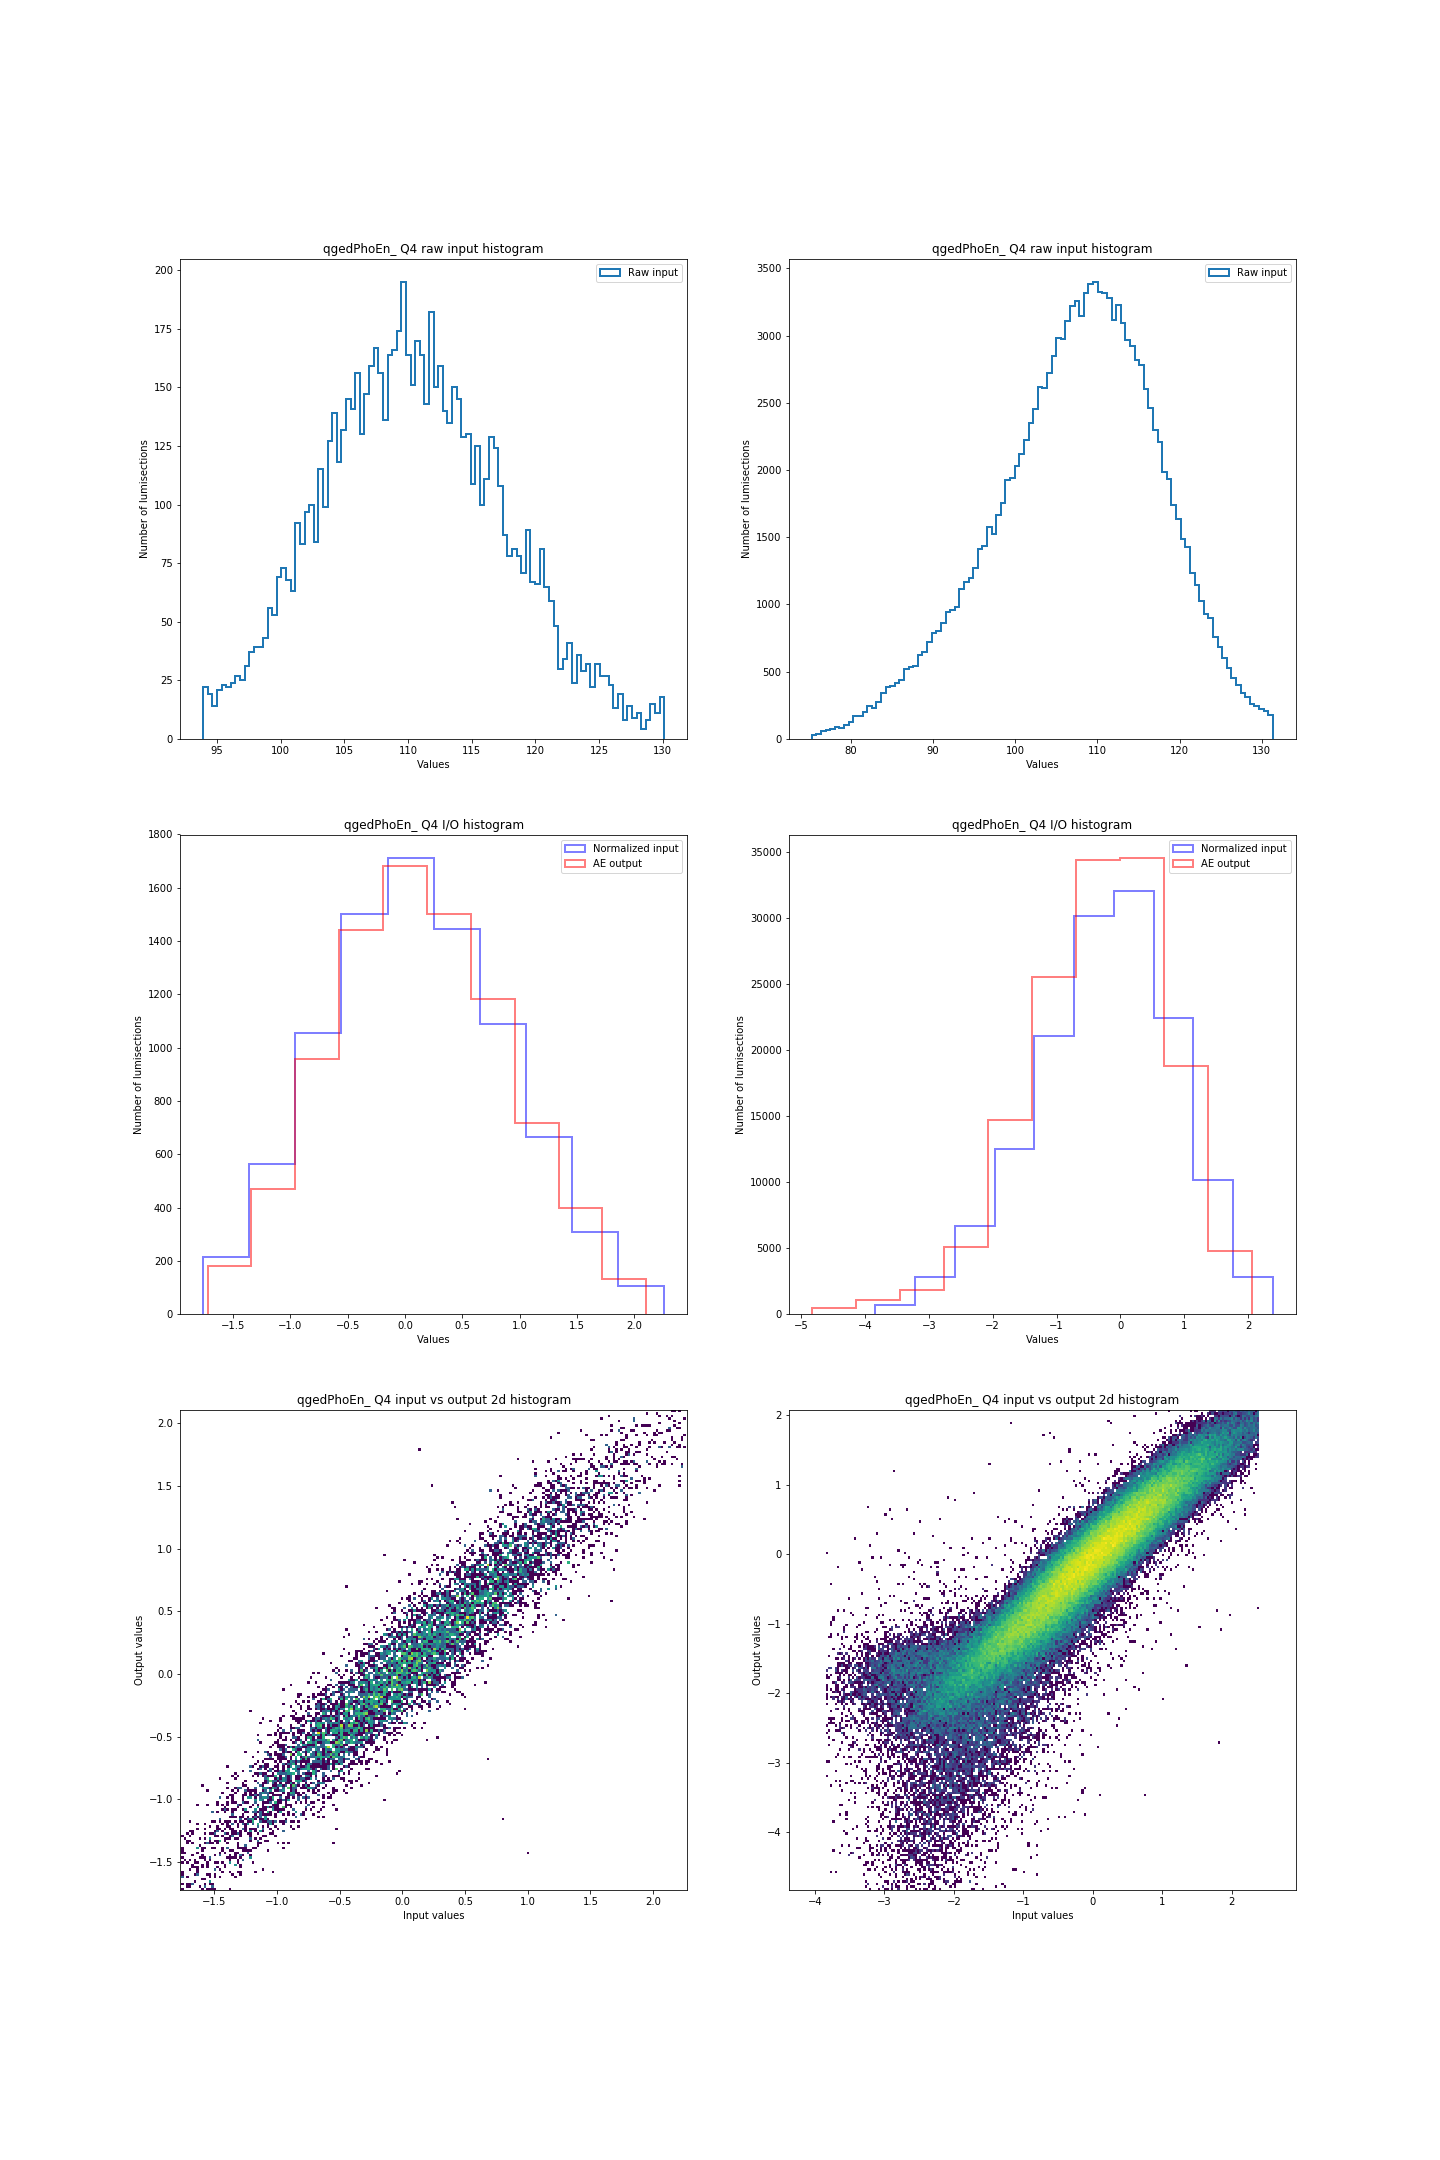 qgedPhoEn_ Q4 raw input histogram
Raw input
200
175
150
125
100
75
50
25
0
Number of lumisections
95 100 105 110 115 120 125 130
Values
qgedPhoEn_ Q4 raw input histogram
Raw input
3500
3000
2500
2000
1500
1000
500
0
Number of lumisections
80 90 100 110 120 130
Values
qgedPhoEn_ Q4 I/O histogram
Normalized input
AE output
1800
1600
1400
1200
1000
800
600
400
200
0
Number of lumisections
−1.5 −1.0 −0.5 0.0 0.5 1.0 1.5 2.0
Values
qgedPhoEn_ Q4 I/O histogram
Normalized input
AE output
35000
30000
25000
20000
15000
10000
5000
0
Number of lumisections
−5 −4 −3 −2 −1 0 1 2
Values
qgedPhoEn_ Q4 input vs output 2d histogram
2.0
1.5
1.0
0.5
0.0
−0.5
−1.0
−1.5
Output values
−1.5 −1.0 −0.5 0.0 0.5 1.0 1.5 2.0
Input values
qgedPhoEn_ Q4 input vs output 2d histogram
2
1
0
−1
−2
−3
−4
Output values
−4 −3 −2 −1 0 1 2
Input values